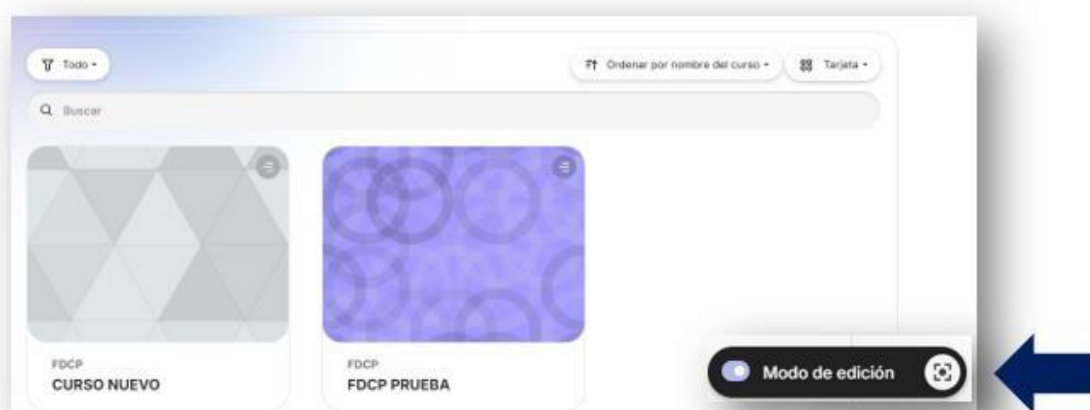 Todo
Ordenar por nombre del curso
Tarjeta
Buscar
FDCP
CURSO NUEVO
FDCP
FDCP PRUEBA
Modo de edición